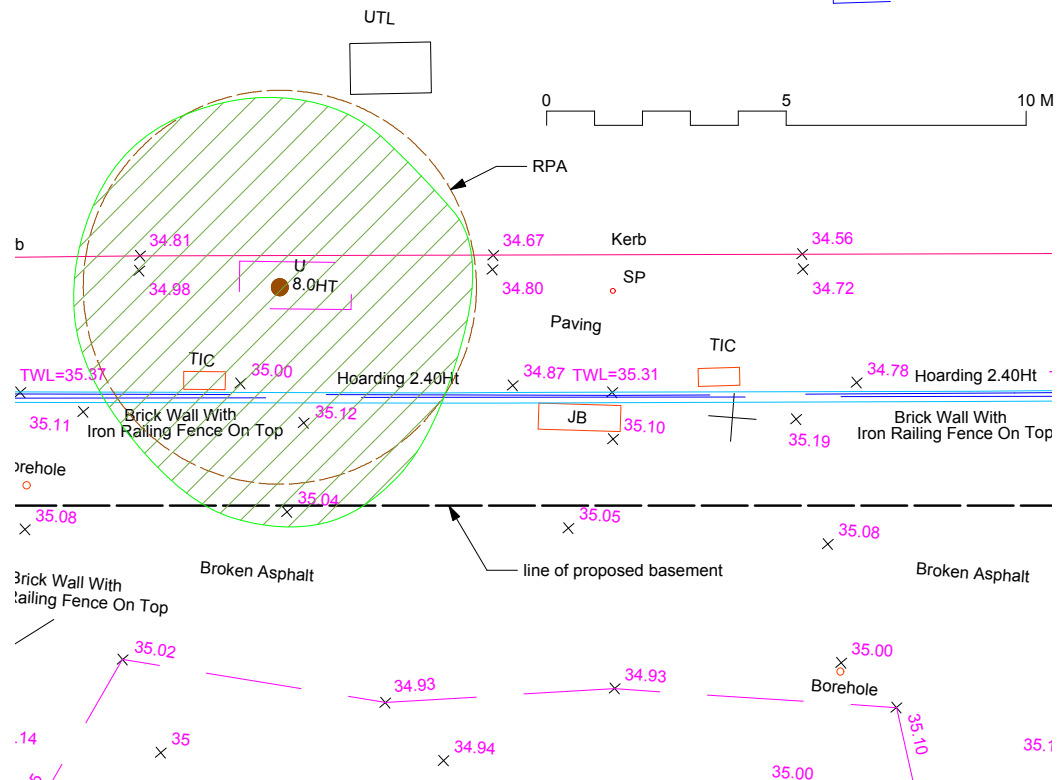 UTL
0
5
10 M
RPA
b
34.81
34.67
Kerb
34.56
U
8.0HT
34.98
34.80
SP
34.72
Paving
TIC
TIC
TWL=35.37
35.00
Hoarding 2.40Ht
34.87
TWL=35.31
34.78
Hoarding 2.40Ht
35.11
Brick Wall With
Iron Railing Fence On Top
35.12
JB
35.10
35.19
Brick Wall With
Iron Railing Fence On Top
orehole
35.04
35.08
35.05
35.08
Broken Asphalt
line of proposed basement
Broken Asphalt
Brick Wall With
Railing Fence On Top
35.02
34.93
34.93
35.00
Borehole
35.10
.14
35
34.94
35.1
35.00